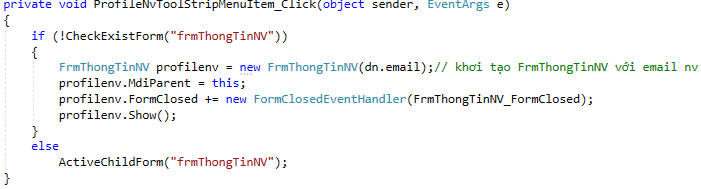 private void ProfileNvToolStripMenuItem_Click(object sender, EventArgs e)
{
if (!CheckExistForm("frmThongTinNV"))
{
FrmThongTinNV profilenv = new FrmThongTinNV(dn.email);// khơi tạo FrmThongTinNV với email nv
profilenv.MdiParent = this;
profilenv.FormClosed += new FormClosedEventHandler(FrmThongTinNV_FormClosed);
profilenv.Show();
}
else
ActiveChildForm("frmThongTinNV");
}